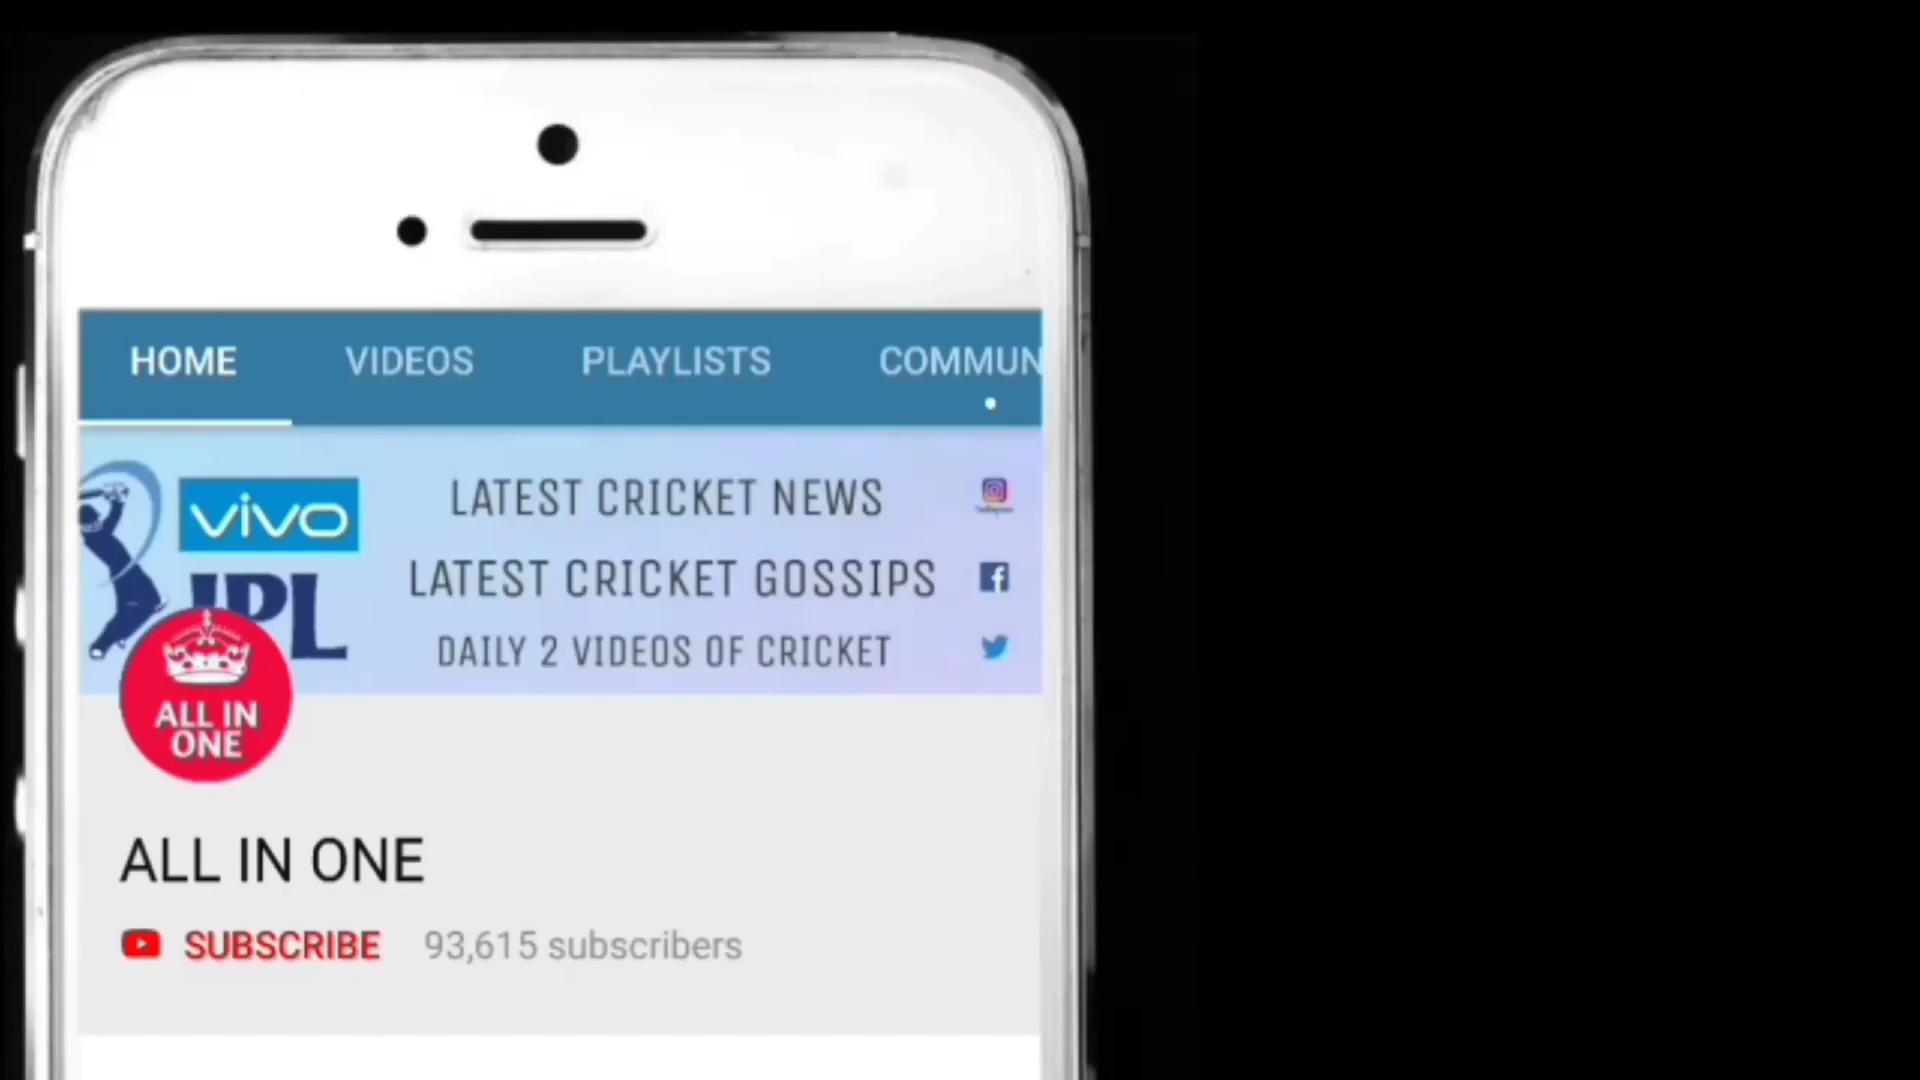 HOME VIDEOS PLAYLISTS COMMUN
vivo
IPL
LATEST CRICKET NEWS
LATEST CRICKET GOSSIPS
DAILY 2 VIDEOS OF CRICKET
ALL IN
ONE
ALL IN ONE
SUBSCRIBE 93,615 subscribers